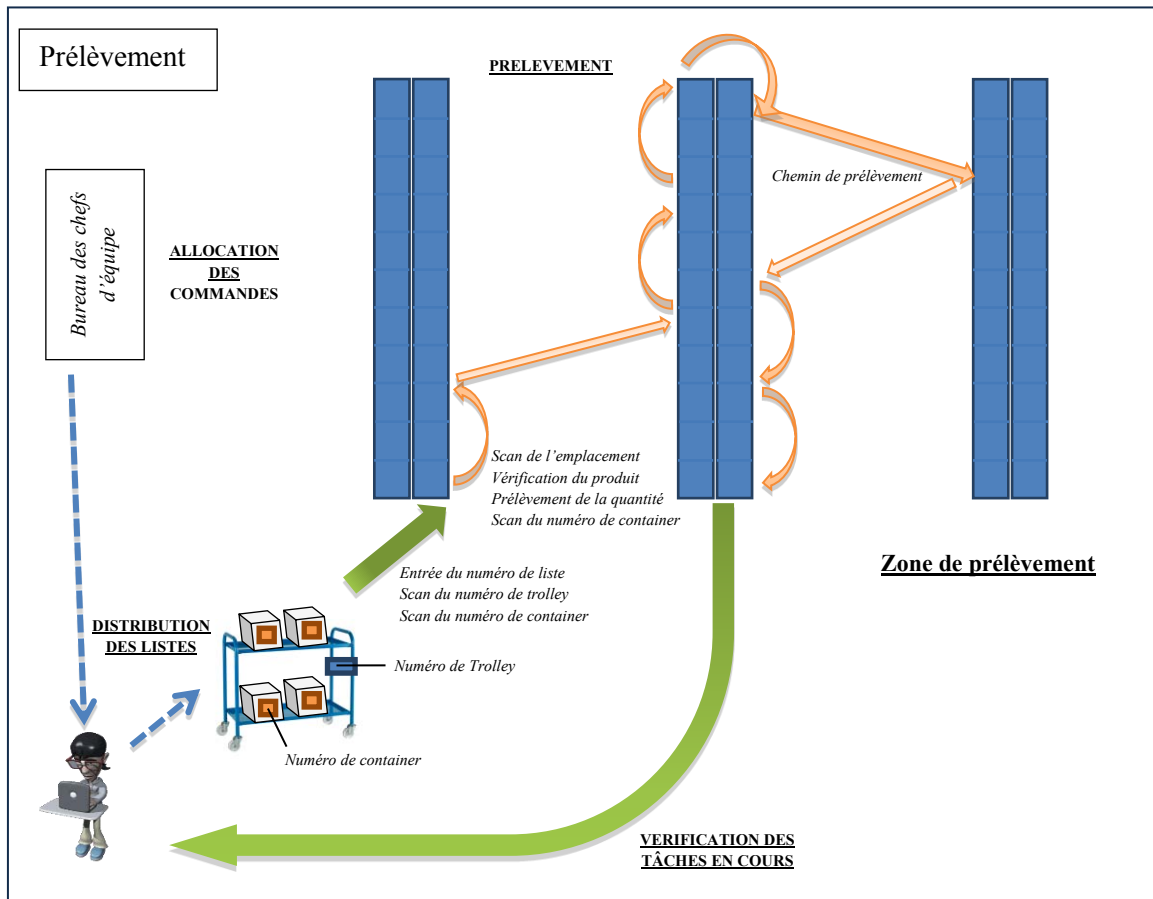 Prélèvement
PRELEVEMENT
Chemin de prélèvement
Bureau des chefs
d’équipe
ALLOCATION
DES
COMMANDES
Scan de l’emplacement
Vérification du produit
Prélèvement de la quantité
Scan du numéro de container
Zone de prélèvement
Entrée du numéro de liste
Scan du numéro de trolley
Scan du numéro de container
DISTRIBUTION
DES LISTES
Numéro de Trolley
Numéro de container
VERIFICATION DES
TÂCHES EN COURS